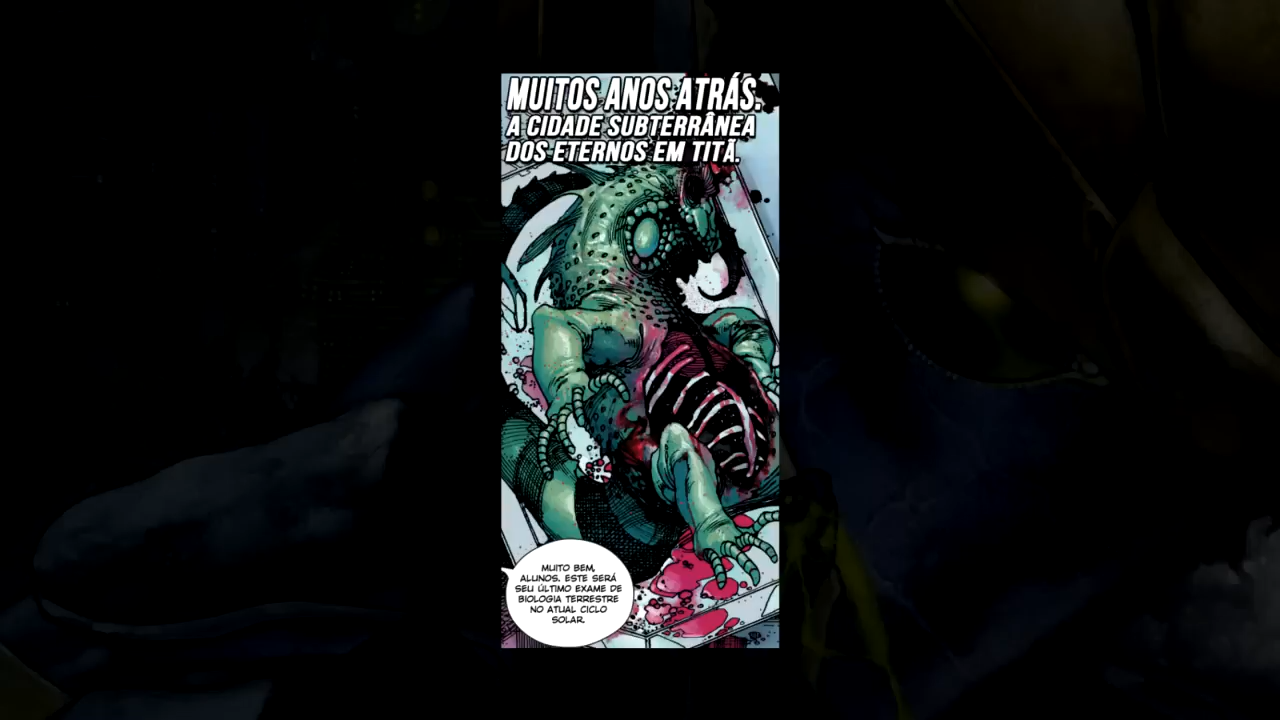 MUITOS ANOS ATRÁS.
A CIDADE SUBTERRÂNEA
DOS ETERNOS EM TITÃ.
MUITO BEM,
ALUNOS. ESTE SERÁ
SEU ÚLTIMO EXAME DE
BIOLOGIA TERRESTRE
NO ATUAL CICLO
SOLAR.